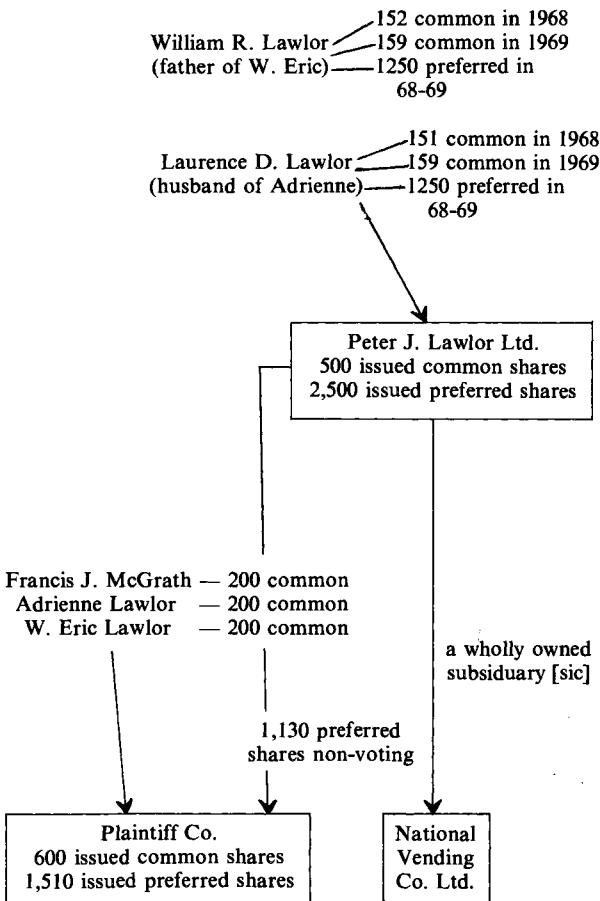 152 common in 1968
William R. Lawlor 159 common in 1969
(father of W. Eric) 1250 preferred in
68-69
151 common in 1968
Laurence D. Lawlor 159 common in 1969
(husband of Adrienne) 1250 preferred in
68-69
Peter J. Lawlor Ltd.
500 issued common shares
2,500 issued preferred shares
Francis J. McGrath — 200 common
Adrienne Lawlor — 200 common
W. Eric Lawlor — 200 common
a wholly owned
subsiduary [sic]
1,130 preferred
shares non-voting
Plaintiff Co.
600 issued common shares
1,510 issued preferred shares
National
Vending
Co. Ltd.